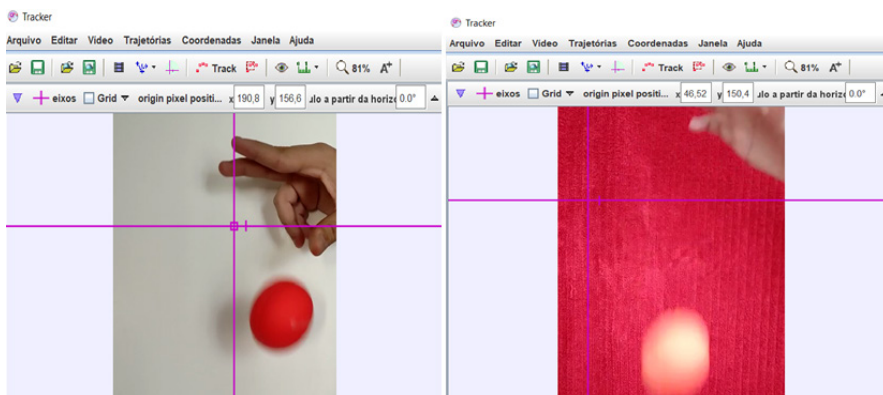 Tracker
Arquivo Editar Vídeo Trajetórias Coordenadas Janela Ajuda
Track 81% A
eixos Grid origin pixel positi... x 190,8 y 156,6 ulo a partir da horizo 0.0°
Tracker
Arquivo Editar Vídeo Trajetórias Coordenadas Janela Ajuda
Track 81% A
eixos Grid origin pixel positi... x 46,52 y 150,4 ulo a partir da horizo 0.0°